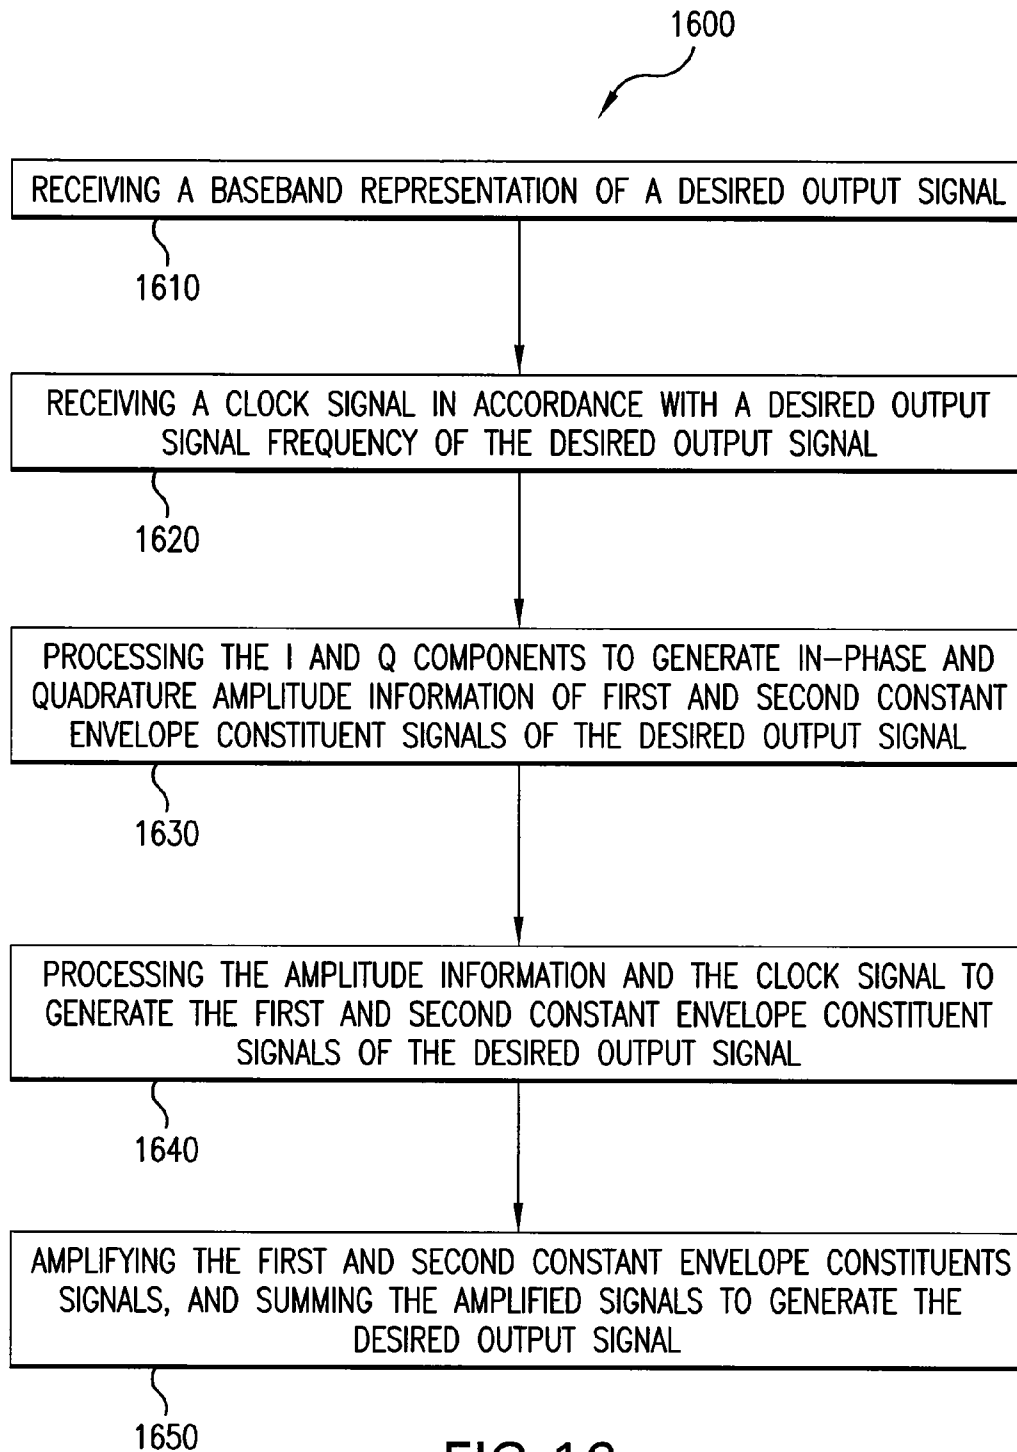 1600
RECEIVING A BASEBAND REPRESENTATION OF A DESIRED OUTPUT SIGNAL
1610
RECEIVING A CLOCK SIGNAL IN ACCORDANCE WITH A DESIRED OUTPUT
SIGNAL FREQUENCY OF THE DESIRED OUTPUT SIGNAL
1620
PROCESSING THE I AND Q COMPONENTS TO GENERATE IN-PHASE AND
QUADRATURE AMPLITUDE INFORMATION OF FIRST AND SECOND CONSTANT
ENVELOPE CONSTITUENT SIGNALS OF THE DESIRED OUTPUT SIGNAL
1630
PROCESSING THE AMPLITUDE INFORMATION AND THE CLOCK SIGNAL TO
GENERATE THE FIRST AND SECOND CONSTANT ENVELOPE CONSTITUENT
SIGNALS OF THE DESIRED OUTPUT SIGNAL
1640
AMPLIFYING THE FIRST AND SECOND CONSTANT ENVELOPE CONSTITUENTS
SIGNALS, AND SUMMING THE AMPLIFIED SIGNALS TO GENERATE THE
DESIRED OUTPUT SIGNAL
1650